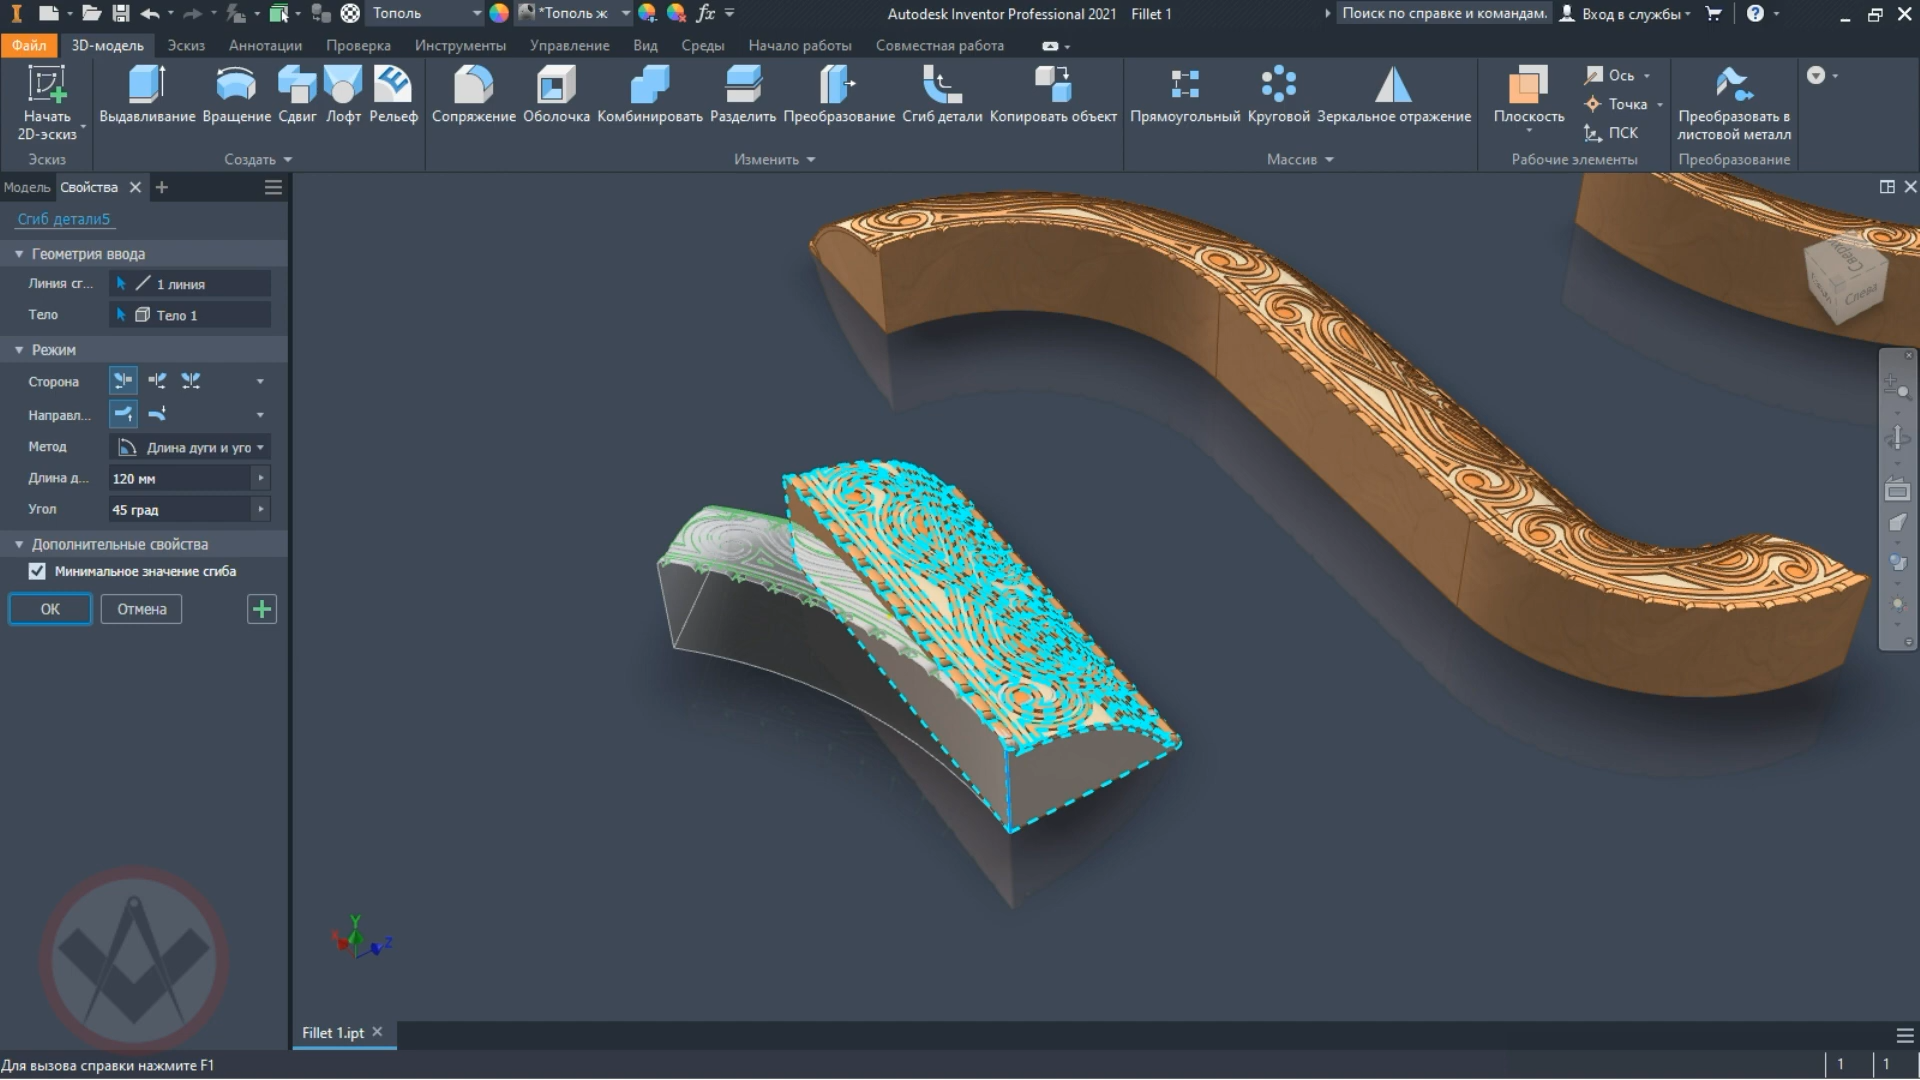 Тополь
*Тополь ж
fx
Autodesk Inventor Professional 2021 Fillet 1
Поиск по справке и командам.
Вход в службы
Файл
3D-модель
Эскиз
Аннотации
Проверка
Инструменты
Управление
Вид
Среды
Начало работы
Совместная работа
Начать
2D-эскиз
Выдавливание
Вращение
Сдвиг
Лофт
Рельеф
Сопряжение
Оболочка
Комбинировать
Разделить
Преобразование
Сгиб детали
Копировать объект
Прямоугольный
Круговой
Зеркальное отражение
Плоскость
Ось
Точка
ПСК
Преобразовать в
листовой металл
Эскиз
Создать
Изменить
Массив
Рабочие элементы
Преобразование
Модель
Свойства
Сгиб детали5
Геометрия ввода
Линия сг...
1 линия
Тело
Тело 1
Режим
Сторона
Направл...
Метод
Длина дуги и уго
Длина д...
120 мм
Угол
45 град
Дополнительные свойства
Минимальное значение сгиба
ОК
Отмена
Сверху
Слева
Y
X
Z
Fillet 1.ipt
Для вызова справки нажмите F1
1
1